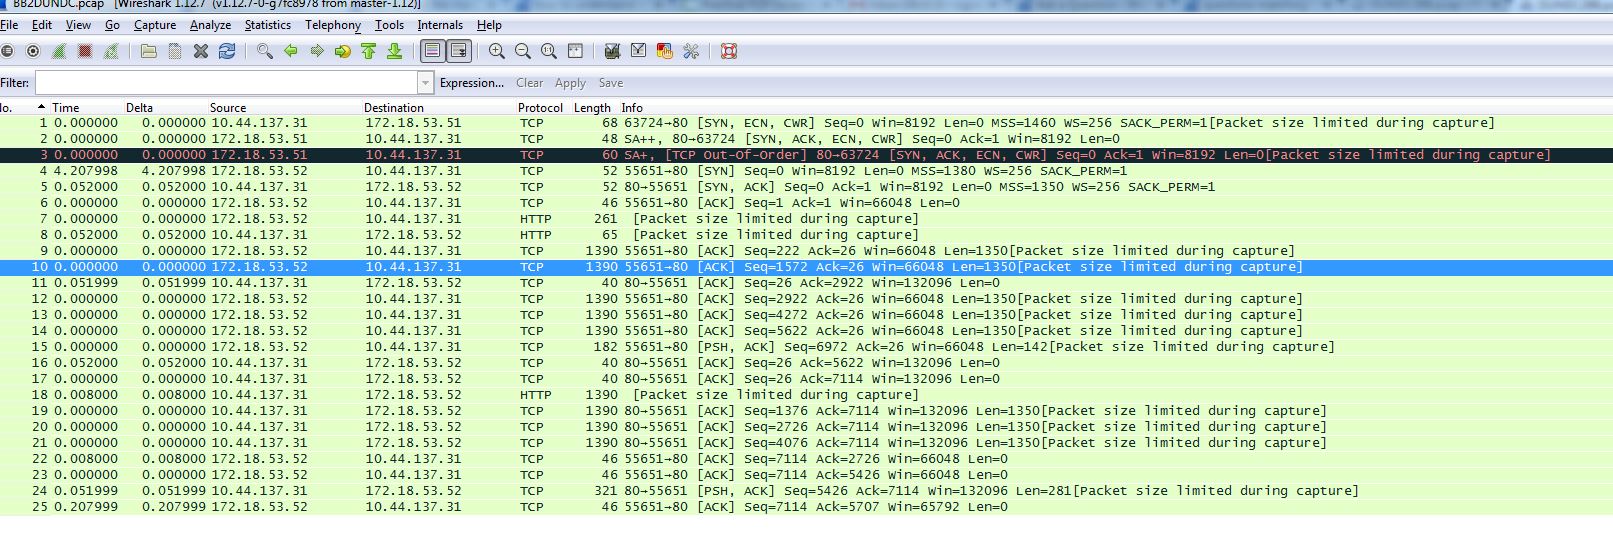 BB2DUNDC.pcap [Wireshark 1.12.7 (v1.12.7-0-g7fc8978 from master-1.12)]
File Edit View Go Capture Analyze Statistics Telephony Tools Internals Help
Filter: Expression... Clear Apply Save
No. Time Delta Source Destination Protocol Length Info
1 0.000000 0.000000 10.44.137.31 172.18.53.51 TCP 68 63724→80 [SYN, ECN, CWR] Seq=0 Win=8192 Len=0 MSS=1460 WS=256 SACK_PERM=1[Packet size limited during capture]
2 0.000000 0.000000 10.44.137.31 172.18.53.51 TCP 48 SA++, 80→63724 [SYN, ACK, ECN, CWR] Seq=0 Ack=1 Win=8192 Len=0
3 0.000000 0.000000 10.44.137.31 172.18.53.51 TCP 60 SA+, [TCP Out-Of-Order] 80→63724 [SYN, ACK, ECN, CWR] Seq=0 Ack=1 Win=8192 Len=0[Packet size limited during capture]
4 4.207998 4.207998 172.18.53.52 10.44.137.31 TCP 52 55651→80 [SYN] Seq=0 Win=8192 Len=0 MSS=1380 WS=256 SACK_PERM=1
5 0.052000 0.052000 10.44.137.31 172.18.53.52 TCP 52 80→55651 [SYN, ACK] Seq=0 Ack=1 Win=8192 Len=0 MSS=1350 WS=256 SACK_PERM=1
6 0.000000 0.000000 172.18.53.52 10.44.137.31 TCP 46 55651→80 [ACK] Seq=1 Ack=1 Win=66048 Len=0
7 0.000000 0.000000 172.18.53.52 10.44.137.31 HTTP 261 [Packet size limited during capture]
8 0.052000 0.052000 10.44.137.31 172.18.53.52 HTTP 65 [Packet size limited during capture]
9 0.000000 0.000000 172.18.53.52 10.44.137.31 TCP 1390 55651→80 [ACK] Seq=222 Ack=26 Win=66048 Len=1350[Packet size limited during capture]
10 0.000000 0.000000 172.18.53.52 10.44.137.31 TCP 1390 55651→80 [ACK] Seq=1572 Ack=26 Win=66048 Len=1350[Packet size limited during capture]
11 0.051999 0.051999 10.44.137.31 172.18.53.52 TCP 40 80→55651 [ACK] Seq=26 Ack=2922 Win=132096 Len=0
12 0.000000 0.000000 172.18.53.52 10.44.137.31 TCP 1390 55651→80 [ACK] Seq=2922 Ack=26 Win=66048 Len=1350[Packet size limited during capture]
13 0.000000 0.000000 172.18.53.52 10.44.137.31 TCP 1390 55651→80 [ACK] Seq=4272 Ack=26 Win=66048 Len=1350[Packet size limited during capture]
14 0.000000 0.000000 172.18.53.52 10.44.137.31 TCP 1390 55651→80 [ACK] Seq=5622 Ack=26 Win=66048 Len=1350[Packet size limited during capture]
15 0.000000 0.000000 172.18.53.52 10.44.137.31 TCP 182 55651→80 [PSH, ACK] Seq=6972 Ack=26 Win=66048 Len=142[Packet size limited during capture]
16 0.052000 0.052000 10.44.137.31 172.18.53.52 TCP 40 80→55651 [ACK] Seq=26 Ack=5622 Win=132096 Len=0
17 0.000000 0.000000 10.44.137.31 172.18.53.52 TCP 40 80→55651 [ACK] Seq=26 Ack=7114 Win=132096 Len=0
18 0.008000 0.008000 10.44.137.31 172.18.53.52 HTTP 1390 [Packet size limited during capture]
19 0.000000 0.000000 10.44.137.31 172.18.53.52 TCP 1390 80→55651 [ACK] Seq=1376 Ack=7114 Win=132096 Len=1350[Packet size limited during capture]
20 0.000000 0.000000 10.44.137.31 172.18.53.52 TCP 1390 80→55651 [ACK] Seq=2726 Ack=7114 Win=132096 Len=1350[Packet size limited during capture]
21 0.000000 0.000000 10.44.137.31 172.18.53.52 TCP 1390 80→55651 [ACK] Seq=4076 Ack=7114 Win=132096 Len=1350[Packet size limited during capture]
22 0.008000 0.008000 172.18.53.52 10.44.137.31 TCP 46 55651→80 [ACK] Seq=7114 Ack=2726 Win=66048 Len=0
23 0.000000 0.000000 172.18.53.52 10.44.137.31 TCP 46 55651→80 [ACK] Seq=7114 Ack=5426 Win=66048 Len=0
24 0.051999 0.051999 10.44.137.31 172.18.53.52 TCP 321 80→55651 [PSH, ACK] Seq=5426 Ack=7114 Win=132096 Len=281[Packet size limited during capture]
25 0.207999 0.207999 172.18.53.52 10.44.137.31 TCP 46 55651→80 [ACK] Seq=7114 Ack=5707 Win=65792 Len=0